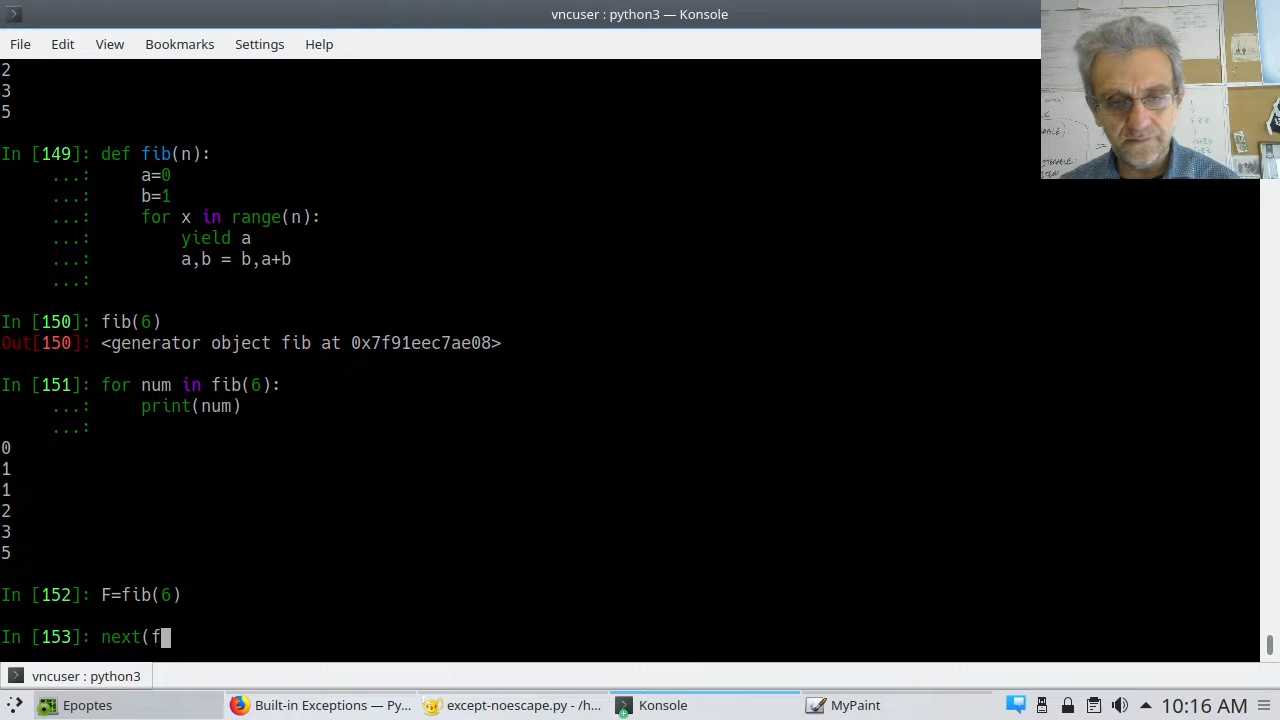 vncuser : python3 — Konsole
File Edit View Bookmarks Settings Help
2
3
5
In [149]: def fib(n):
...: a=0
...: b=1
...: for x in range(n):
...: yield a
...: a,b = b,a+b
...:
In [150]: fib(6)
Out[150]: <generator object fib at 0x7f91eec7ae08>
In [151]: for num in fib(6):
...: print(num)
...:
0
1
1
2
3
5
In [152]: F=fib(6)
In [153]: next(f
vncuser : python3
Epoptes
Built-in Exceptions — Py...
except-noescape.py - /h...
Konsole
MyPaint
10:16 AM